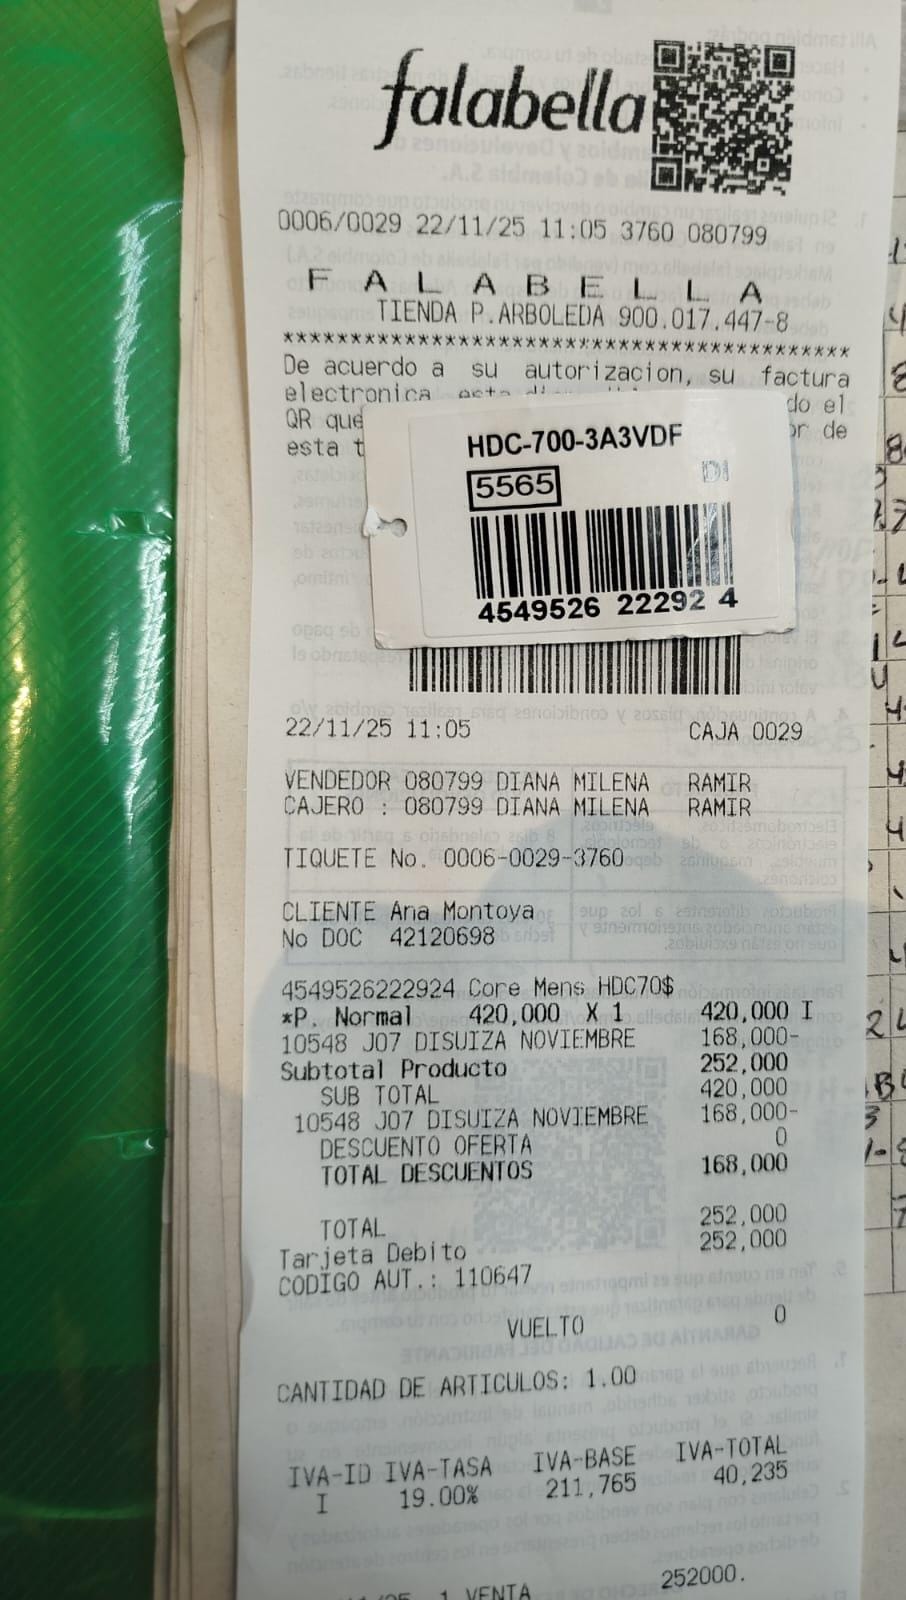 falabella
0006/0029 22/11/25 11:05 3760 080799
F A L A B E L L A
TIENDA P.ARBOLEDA 900.017.447-8
******************************************
De acuerdo a su autorizacion, su factura
electronica esta do el
QR que or de
esta t
HDC-700-3A3VDF
5565 DI
4549526 22292 4
22/11/25 11:05 CAJA 0029
VENDEDOR 080799 DIANA MILENA RAMIR
CAJERO : 080799 DIANA MILENA RAMIR
TIQUETE No. 0006-0029-3760
CLIENTE Ana Montoya
No DOC 42120698
4549526222924 Core Mens HDC70$
*P. Normal 420,000 X 1 420,000 I
10548 J07 DISUIZA NOVIEMBRE 168,000-
Subtotal Producto 252,000
SUB TOTAL 420,000
10548 J07 DISUIZA NOVIEMBRE 168,000-
DESCUENTO OFERTA 0
TOTAL DESCUENTOS 168,000
TOTAL 252,000
Tarjeta Debito 252,000
CODIGO AUT.: 110647
VUELTO 0
CANTIDAD DE ARTICULOS: 1.00
IVA-ID IVA-TASA IVA-BASE IVA-TOTAL
I 19.00% 211,765 40,235
1 VENTA 252000.